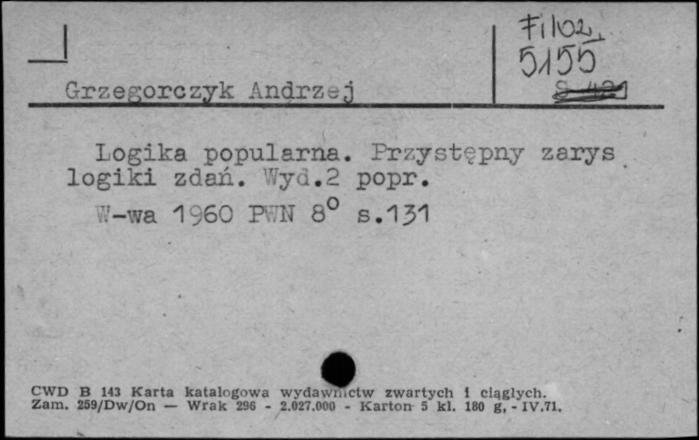 Filoz.
5155
Grzegorczyk Andrzej
Logika popularna. Przystępny zarys
logiki zdań. Wyd.2 popr.
W-wa 1960 PWN 8° s.131
CWD B 143 Karta katalogowa wydawnictw zwartych i ciągłych.
Zam. 259/Dw/On — Wrak 296 - 2.027.000 - Karton 5 kl. 180 g, - IV.71.